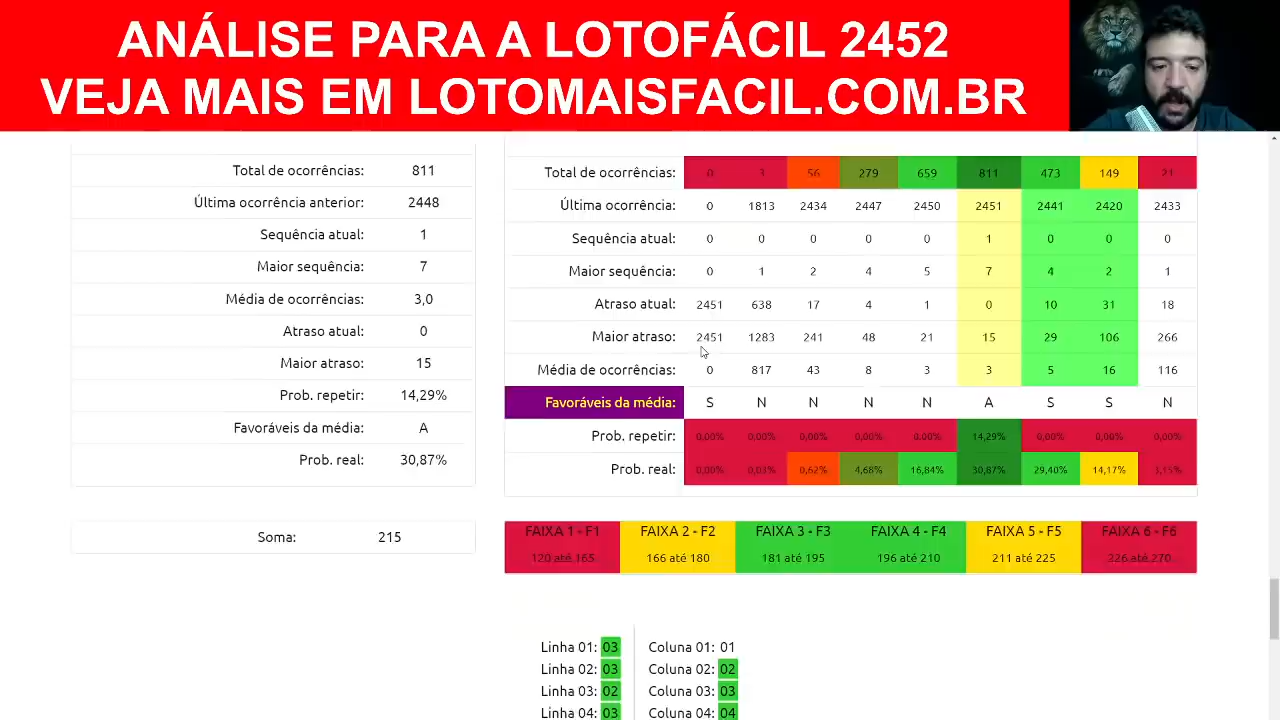 ANÁLISE PARA A LOTOFÁCIL 2452
VEJA MAIS EM LOTOMAISFACIL.COM.BR
Total de ocorrências: 811
Última ocorrência anterior: 2448
Sequência atual: 1
Maior sequência: 7
Média de ocorrências: 3,0
Atraso atual: 0
Maior atraso: 15
Prob. repetir: 14,29%
Favoráveis da média: A
Prob. real: 30,87%
Total de ocorrências: 0 3 56 279 659 811 473 149 21
Última ocorrência: 0 1813 2434 2447 2450 2451 2441 2420 2433
Sequência atual: 0 0 0 0 0 1 0 0 0
Maior sequência: 0 1 2 4 5 7 4 2 1
Atraso atual: 2451 638 17 4 1 0 10 31 18
Maior atraso: 2451 1283 241 48 21 15 29 106 266
Média de ocorrências: 0 817 43 8 3 3 5 16 116
Favoráveis da média: S N N N N A S S N
Prob. repetir: 0,00% 0,00% 0,00% 0,00% 0,00% 14,29% 0,00% 0,00% 0,00%
Prob. real: 0,00% 0,03% 0,62% 4,68% 16,84% 30,87% 29,40% 14,17% 3,15%
Soma: 215
FAIXA 1 - F1 FAIXA 2 - F2 FAIXA 3 - F3 FAIXA 4 - F4 FAIXA 5 - F5 FAIXA 6 - F6
120 até 165 166 até 180 181 até 195 196 até 210 211 até 225 226 até 270
Linha 01: 03 Coluna 01: 01
Linha 02: 03 Coluna 02: 02
Linha 03: 02 Coluna 03: 03
Linha 04: 03 Coluna 04: 04